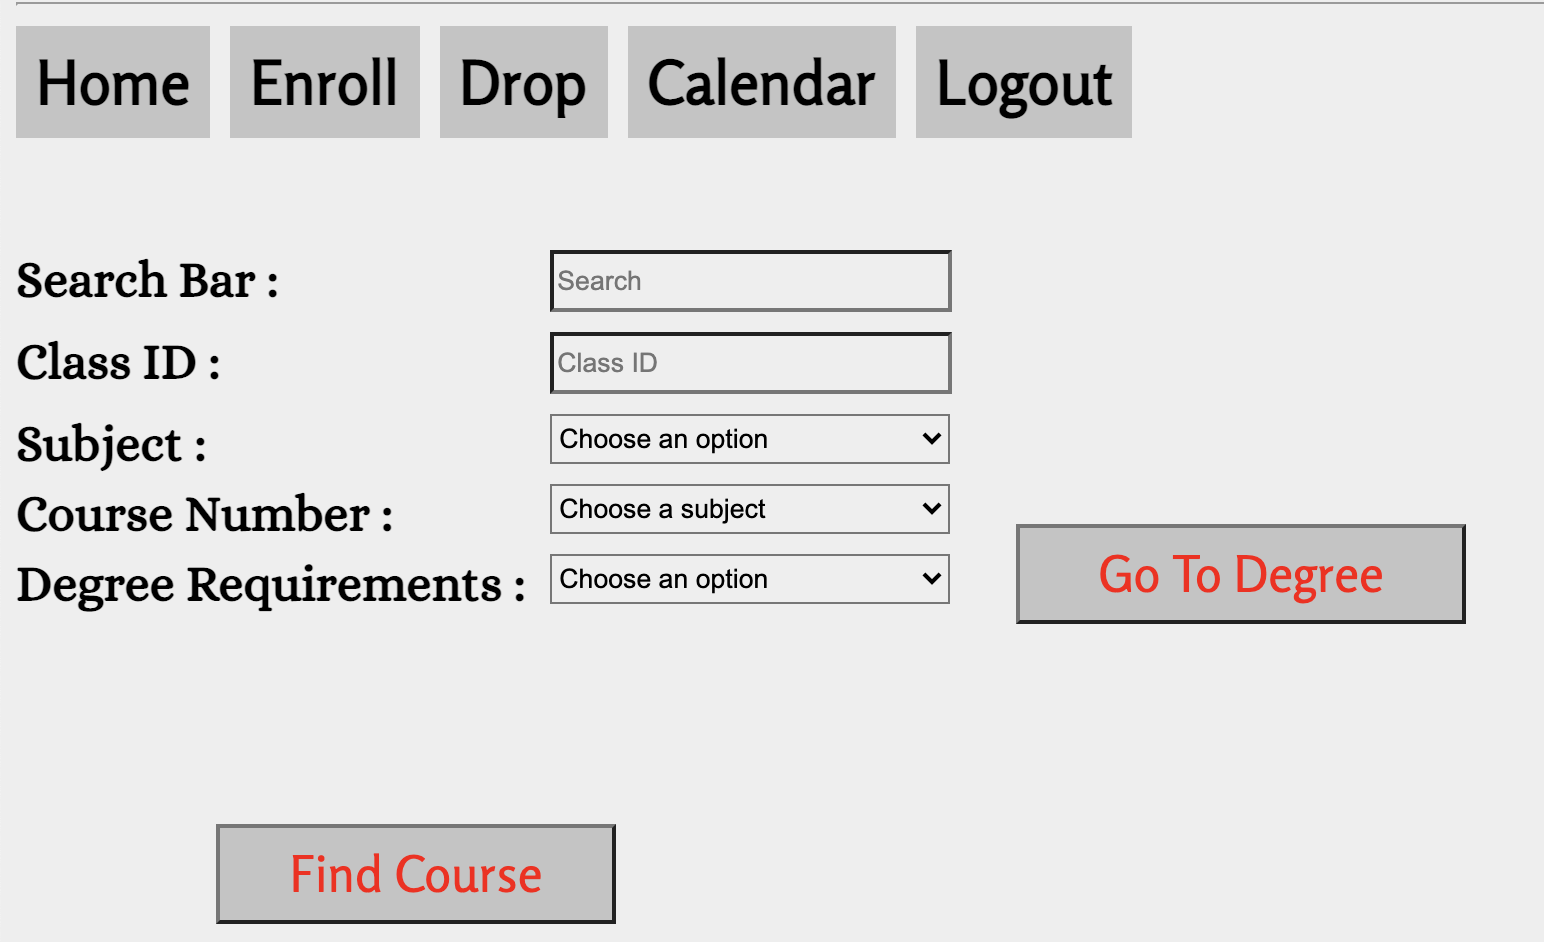 Home Enroll Drop Calendar Logout
Search Bar : Search
Class ID : Class ID
Subject : Choose an option
Course Number : Choose a subject
Degree Requirements : Choose an option
Go To Degree
Find Course